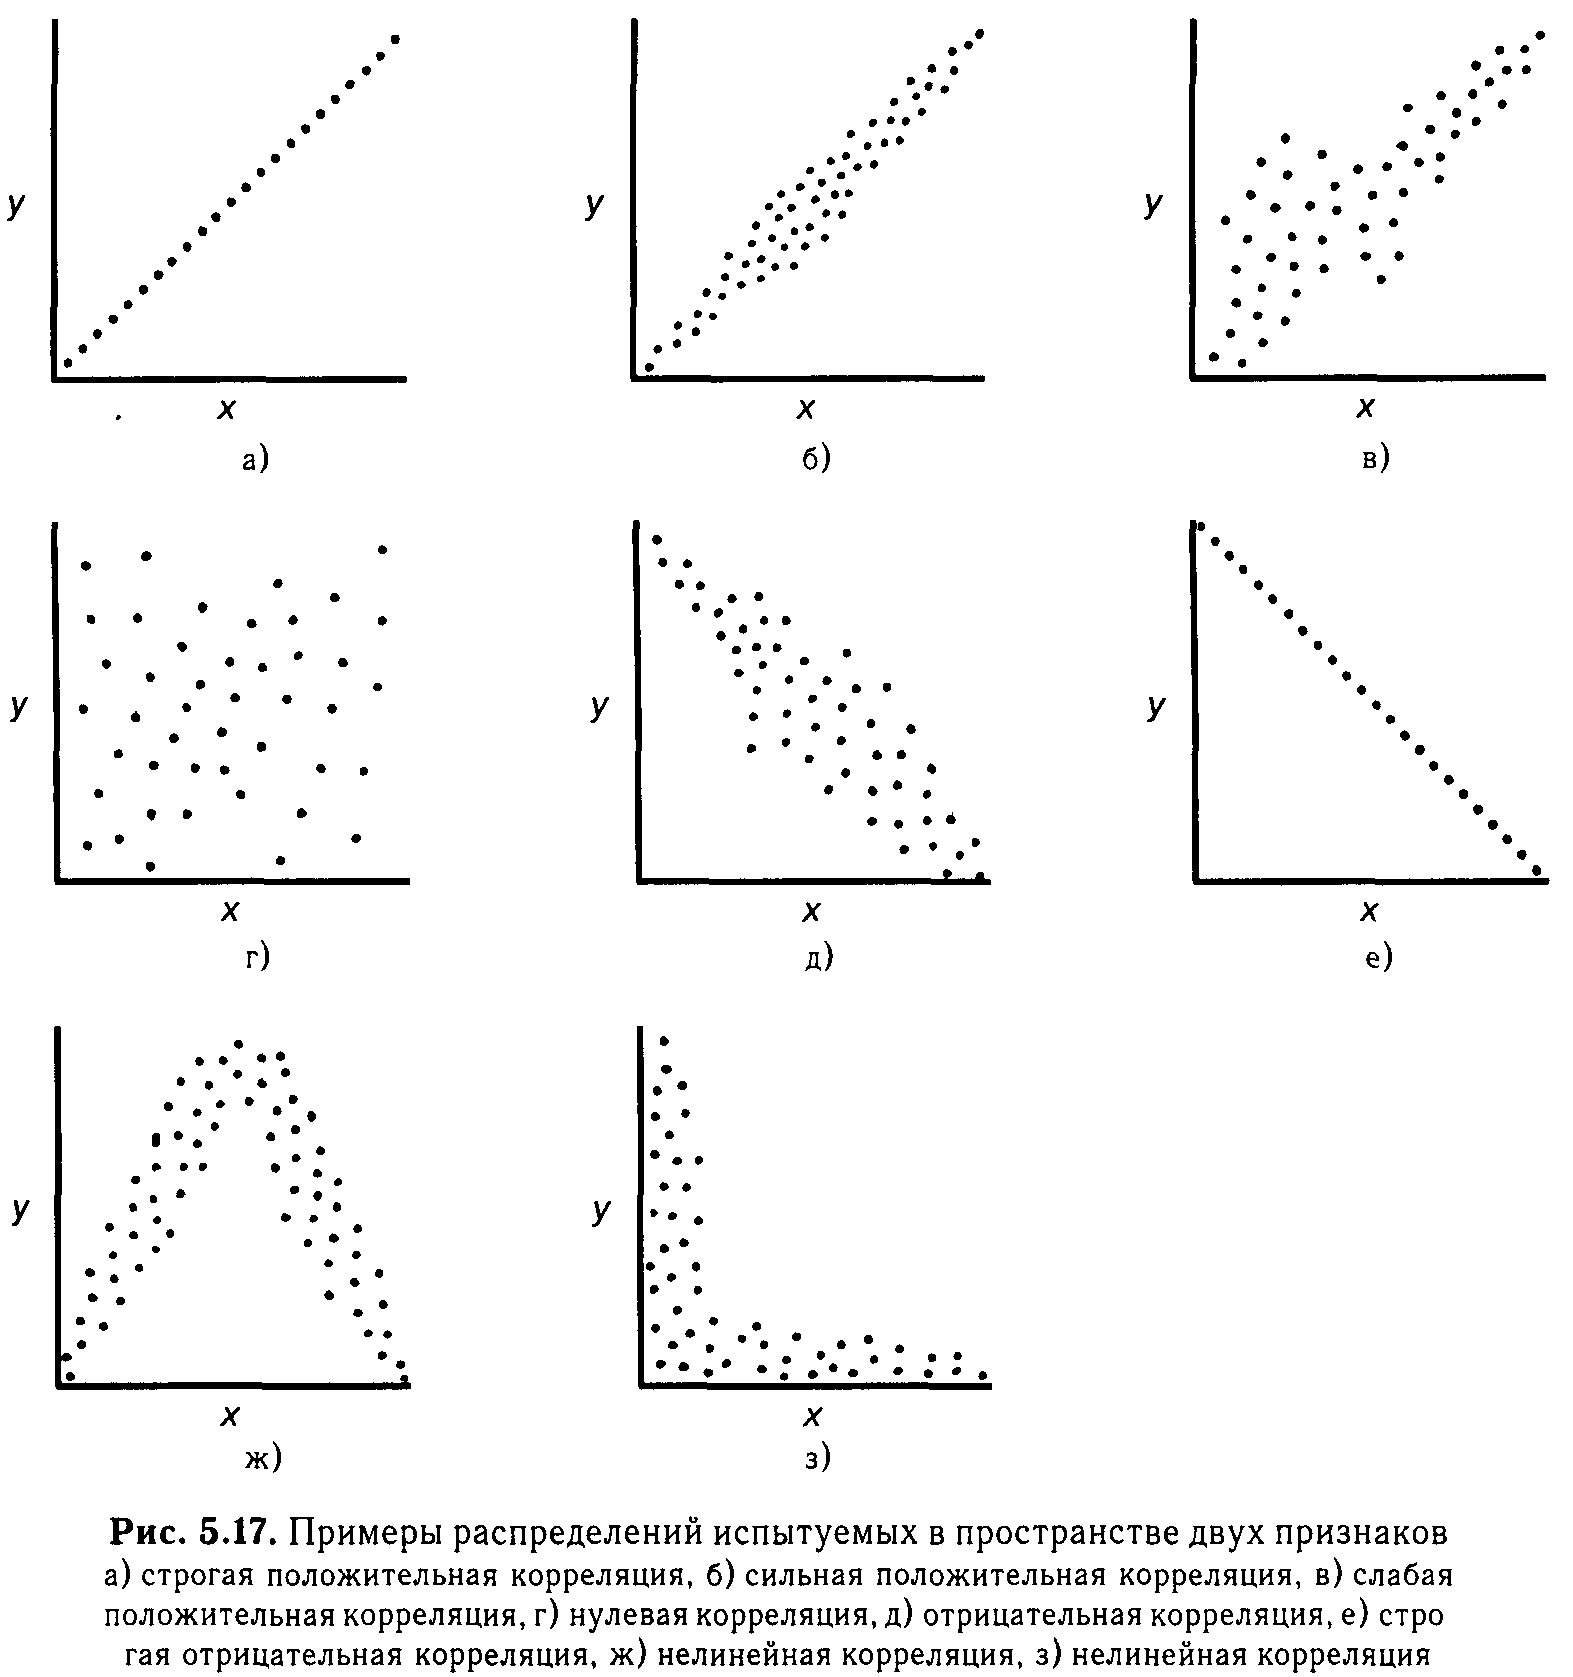 y
y
y
x
x
x
а)
б)
в)
y
y
y
x
x
x
г)
д)
е)
y
y
x
x
ж)
з)
Рис. 5.17. Примеры распределений испытуемых в пространстве двух признаков
а) строгая положительная корреляция, б) сильная положительная корреляция, в) слабая
положительная корреляция, г) нулевая корреляция, д) отрицательная корреляция, е) стро
гая отрицательная корреляция, ж) нелинейная корреляция, з) нелинейная корреляция